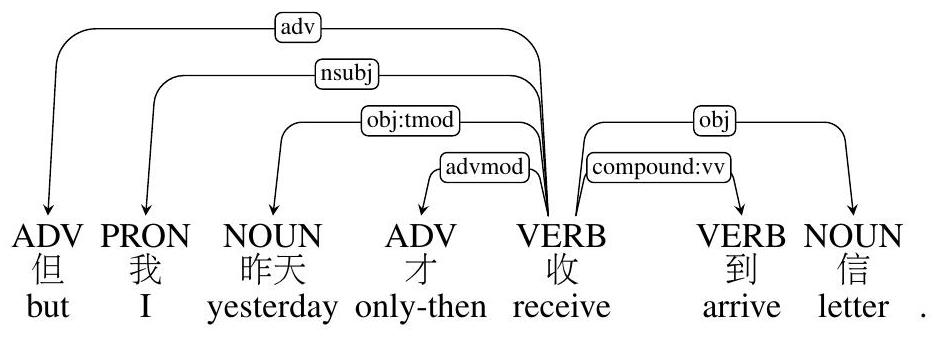 adv
nsubj
obj:tmod obj
advmod compound:vv
ADV PRON NOUN ADV VERB VERB NOUN
但 我 昨天 才 收 到 信
but I yesterday only-then receive arrive letter .